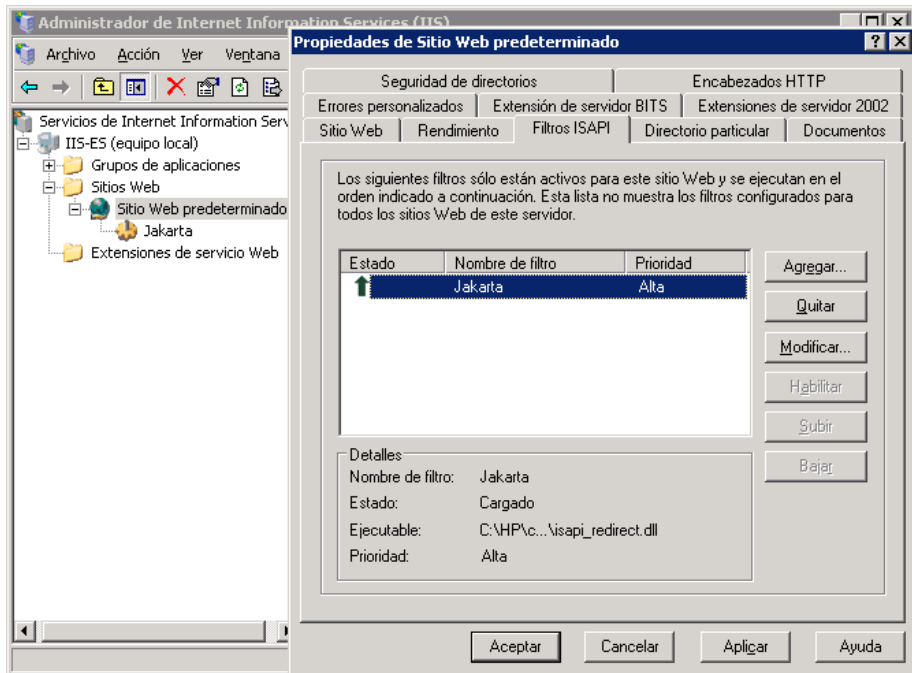 Administrador de Internet Information Services (IIS)
Archivo Acción Ver Ventana
Servicios de Internet Information Serv
IIS-ES (equipo local)
Grupos de aplicaciones
Sitios Web
Sitio Web predeterminado
Jakarta
Extensiones de servicio Web
Propiedades de Sitio Web predeterminado
Seguridad de directorios Encabezados HTTP
Errores personalizados Extensión de servidor BITS Extensiones de servidor 2002
Sitio Web Rendimiento Filtros ISAPI Directorio particular Documentos
Los siguientes filtros sólo están activos para este sitio Web y se ejecutan en el
orden indicado a continuación. Esta lista no muestra los filtros configurados para
todos los sitios Web de este servidor.
Estado Nombre de filtro Prioridad
Jakarta Alta
Agregar...
Quitar
Modificar...
Habilitar
Subir
Bajar
Detalles
Nombre de filtro: Jakarta
Estado: Cargado
Ejecutable: C:\HP\c...\isapi_redirect.dll
Prioridad: Alta
Aceptar Cancelar Aplicar Ayuda